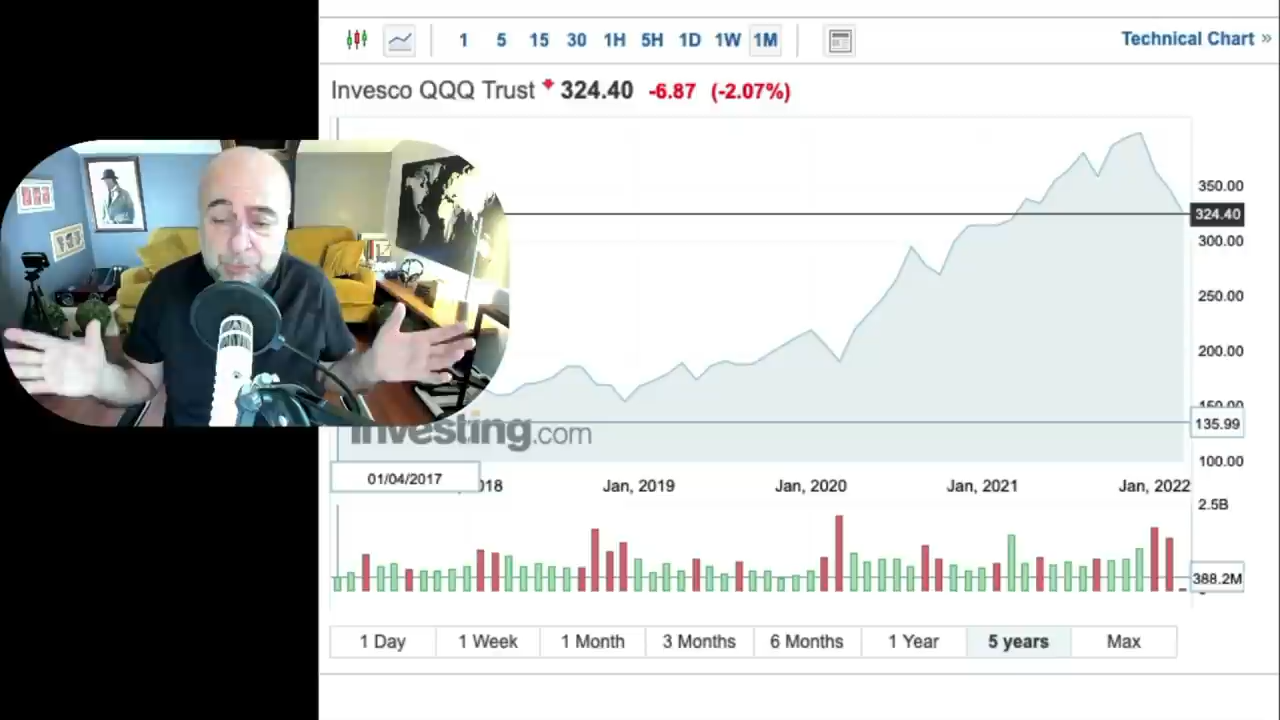 1 5 15 30 1H 5H 1D 1W 1M
Technical Chart »
Invesco QQQ Trust 324.40 -6.87 (-2.07%)
350.00
324.40
300.00
250.00
200.00
150.00
135.99
Investing.com
100.00
01/04/2017
018 Jan, 2019 Jan, 2020 Jan, 2021 Jan, 2022
2.5B
388.2M
1 Day 1 Week 1 Month 3 Months 6 Months 1 Year 5 years Max